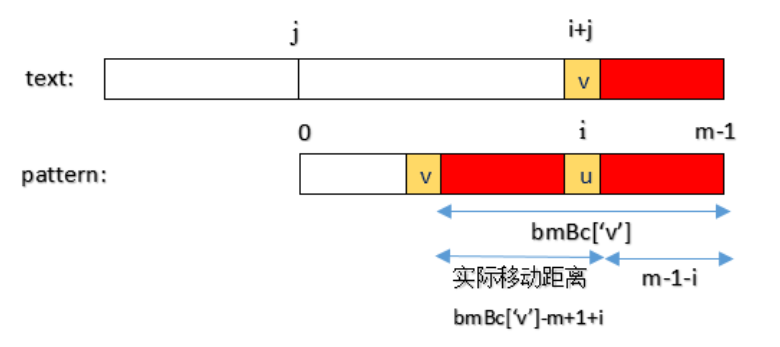 j i+j
text: v
0 i m-1
pattern: v u
bmBc[‘v’]
实际移动距离 m-1-i
bmBc[‘v’]-m+1+i